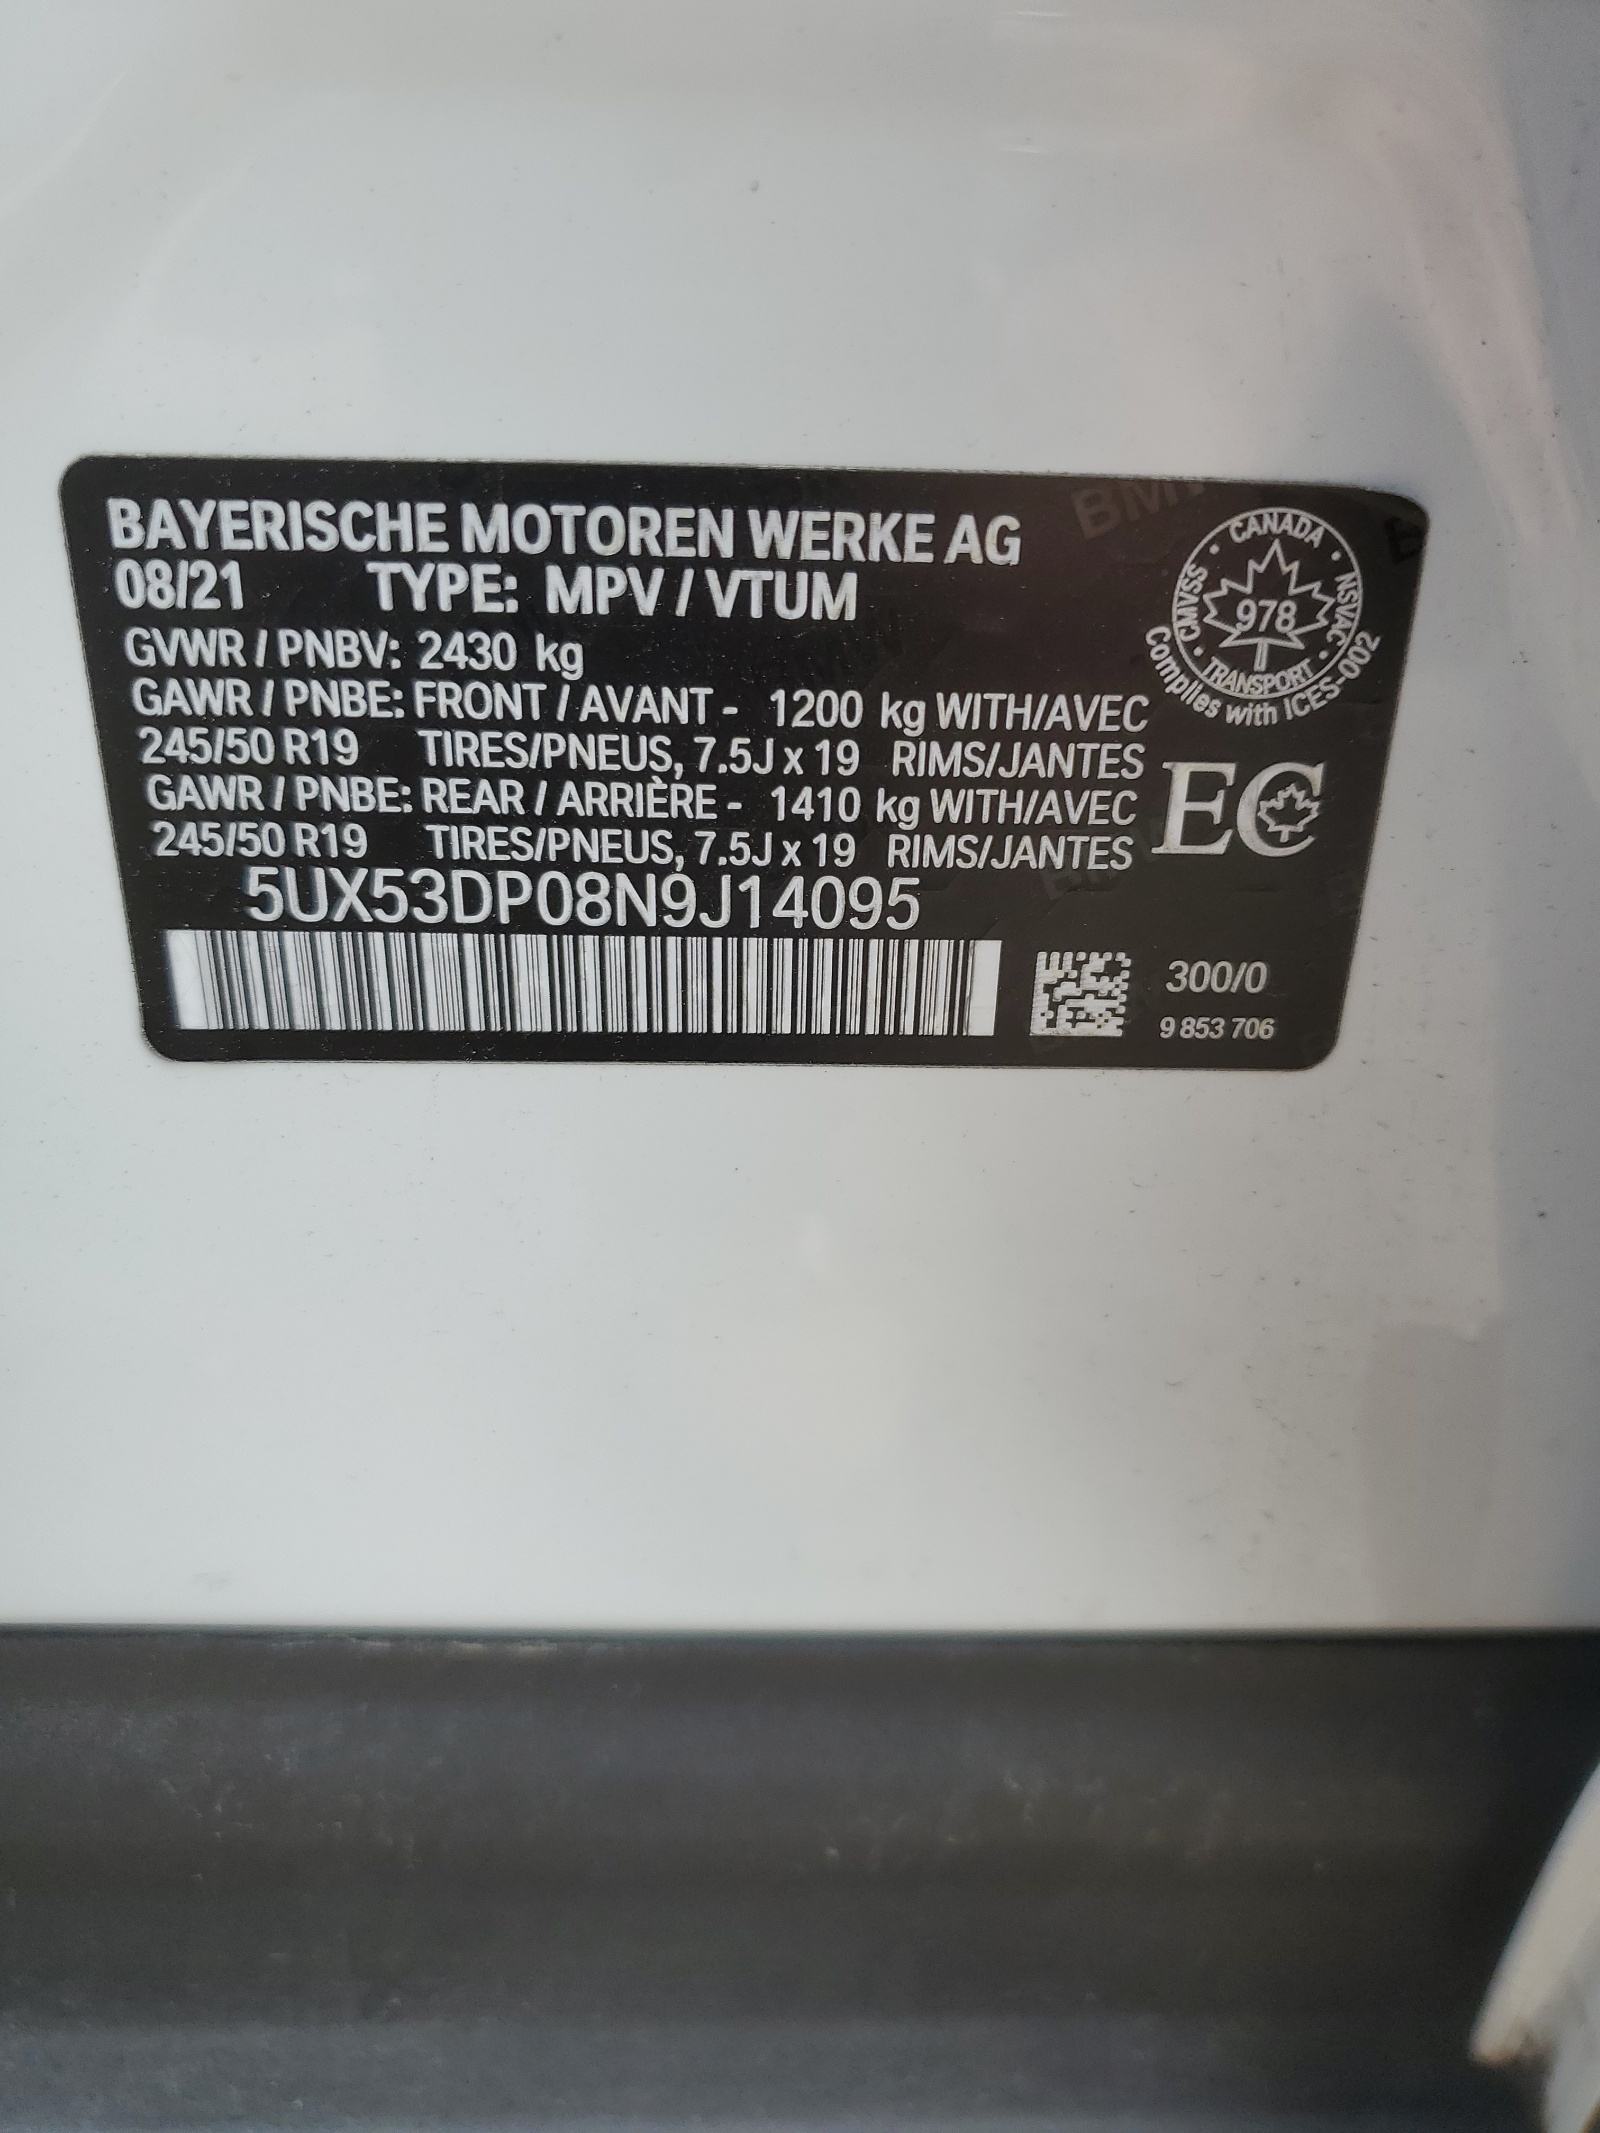 BAYERISCHE MOTOREN WERKE AG
08/21 TYPE: MPV / VTUM
GVWR / PNBV: 2430 kg
GAWR / PNBE: FRONT / AVANT - 1200 kg WITH/AVEC
245/50 R19 TIRES/PNEUS, 7.5J x 19 RIMS/JANTES
GAWR / PNBE: REAR / ARRIÈRE - 1410 kg WITH/AVEC
245/50 R19 TIRES/PNEUS, 7.5J x 19 RIMS/JANTES
5UX53DP08N9J14095
CANADA
CMVSS
978
NSVAC
TRANSPORT
Complies with ICES-002
EC
300/0
9 853 706